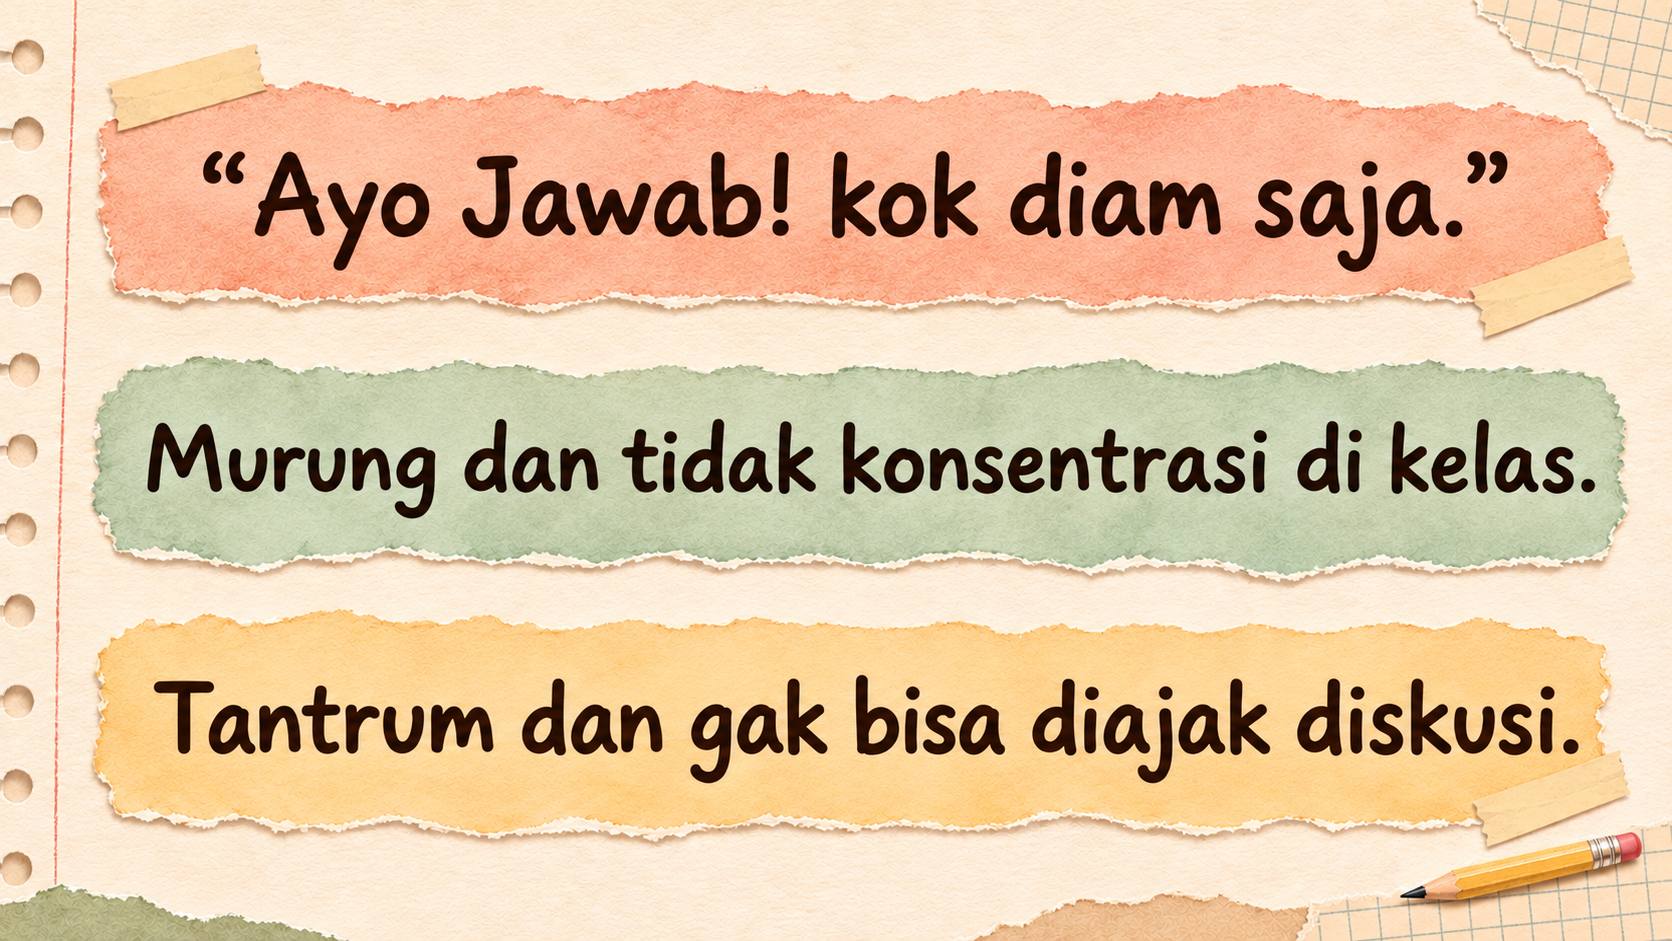 “Ayo Jawab! kok diam saja.”
Murung dan tidak konsentrasi di kelas.
Tantrum dan gak bisa diajak diskusi.